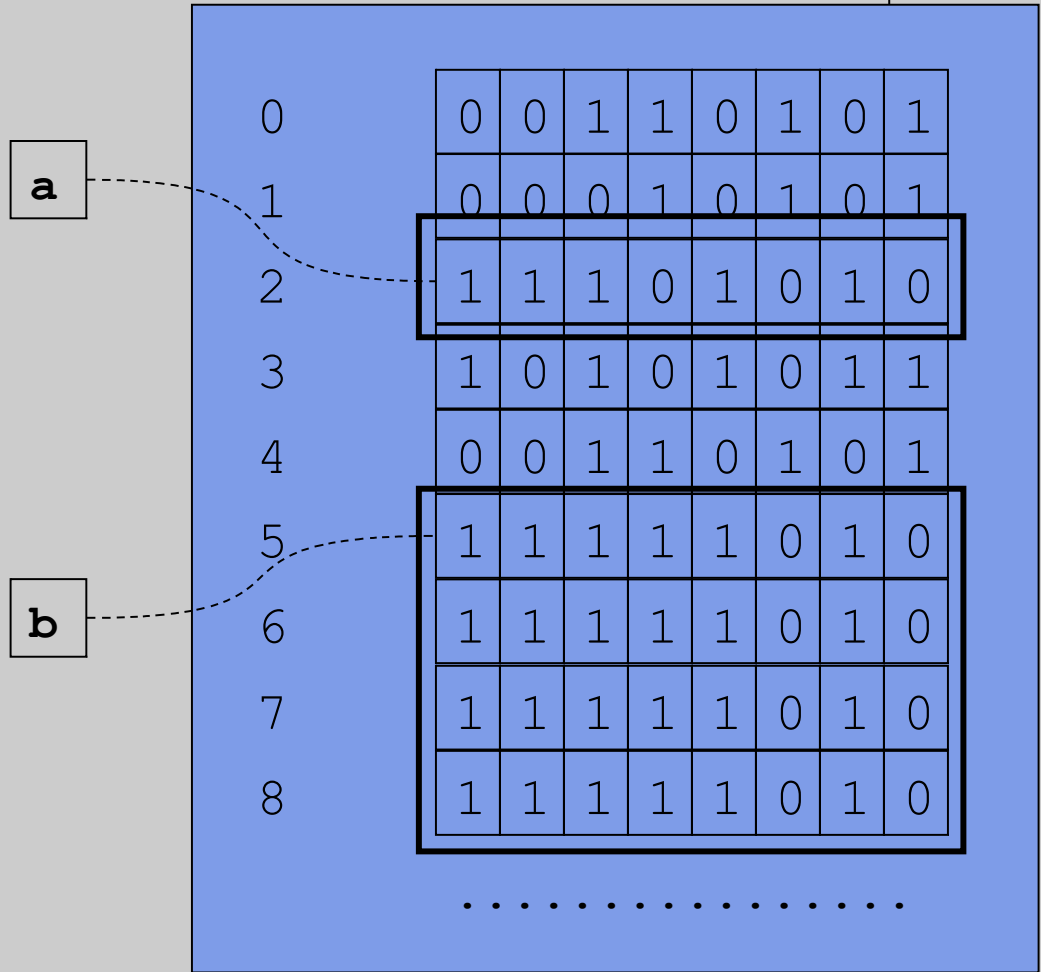 0 0 0 1 1 0 1 0 1
a
1 0 0 0 1 0 1 0 1
2 1 1 1 0 1 0 1 0
3 1 0 1 0 1 0 1 1
4 0 0 1 1 0 1 0 1
5 1 1 1 1 1 0 1 0
b
6 1 1 1 1 1 0 1 0
7 1 1 1 1 1 0 1 0
8 1 1 1 1 1 0 1 0
. . . . . . . . . . . . . . . .